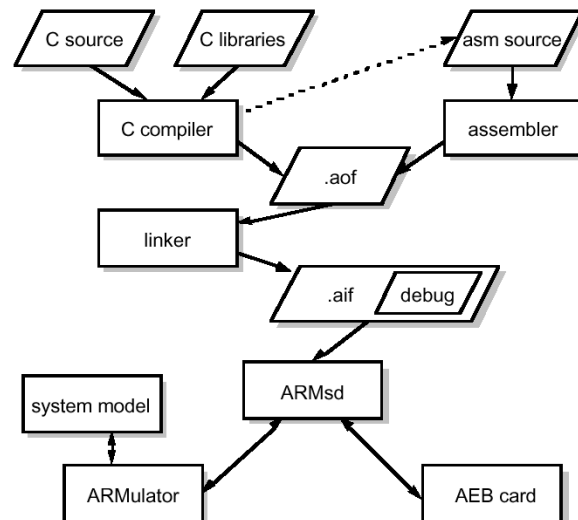 C source
C libraries
asm source
C compiler
assembler
.aof
linker
.aif
debug
ARMsd
system model
ARMulator
AEB card